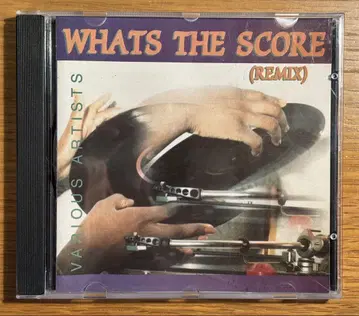 WHATS THE SCORE
(REMIX)
VARIOUS ARTISTS